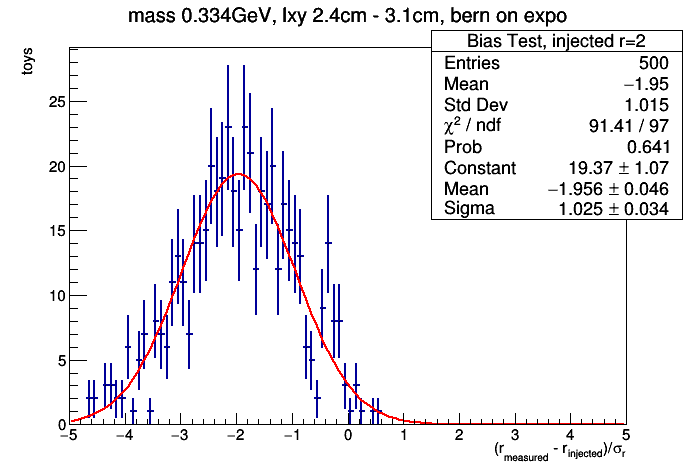 mass 0.334GeV, lxy 2.4cm - 3.1cm, bern on expo
toys
Bias Test, injected r=2
Entries 500
Mean −1.95
Std Dev 1.015
χ² / ndf 91.41 / 97
Prob 0.641
Constant 19.37 ± 1.07
Mean −1.956 ± 0.046
Sigma 1.025 ± 0.034
25
20
15
10
5
0
−5 −4 −3 −2 −1 0 1 2 3 4 5
(r_measured - r_injected)/σ_r